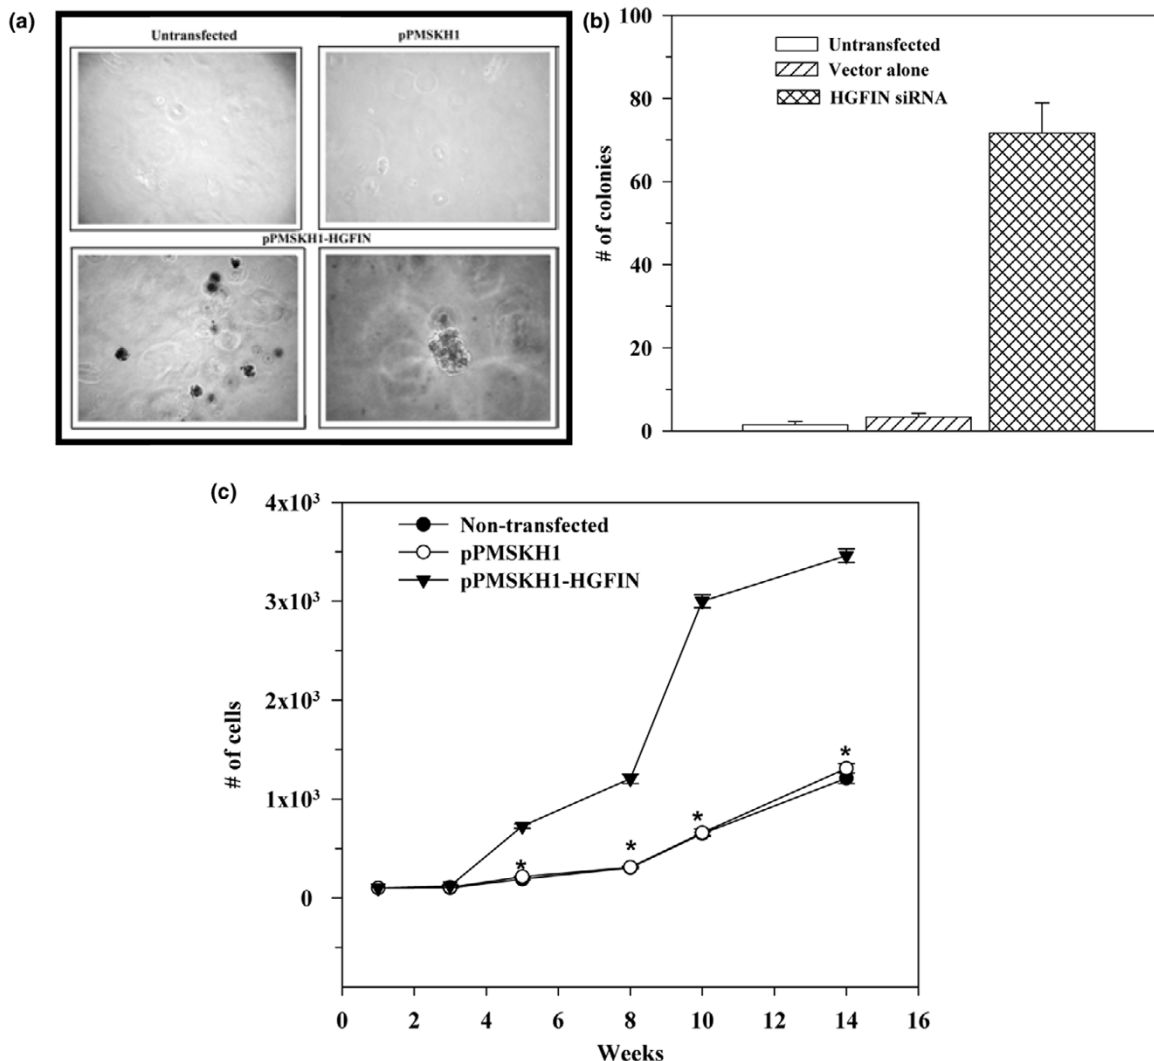 (a)
Untransfected
pPMSKH1
pPMSKH1-HGFIN
(b)
100
80
60
40
20
0
# of colonies
Untransfected
Vector alone
HGFIN siRNA
(c)
4x10³
3x10³
2x10³
1x10³
0
# of cells
Non-transfected
pPMSKH1
pPMSKH1-HGFIN
*
*
*
*
0 2 4 6 8 10 12 14 16
Weeks